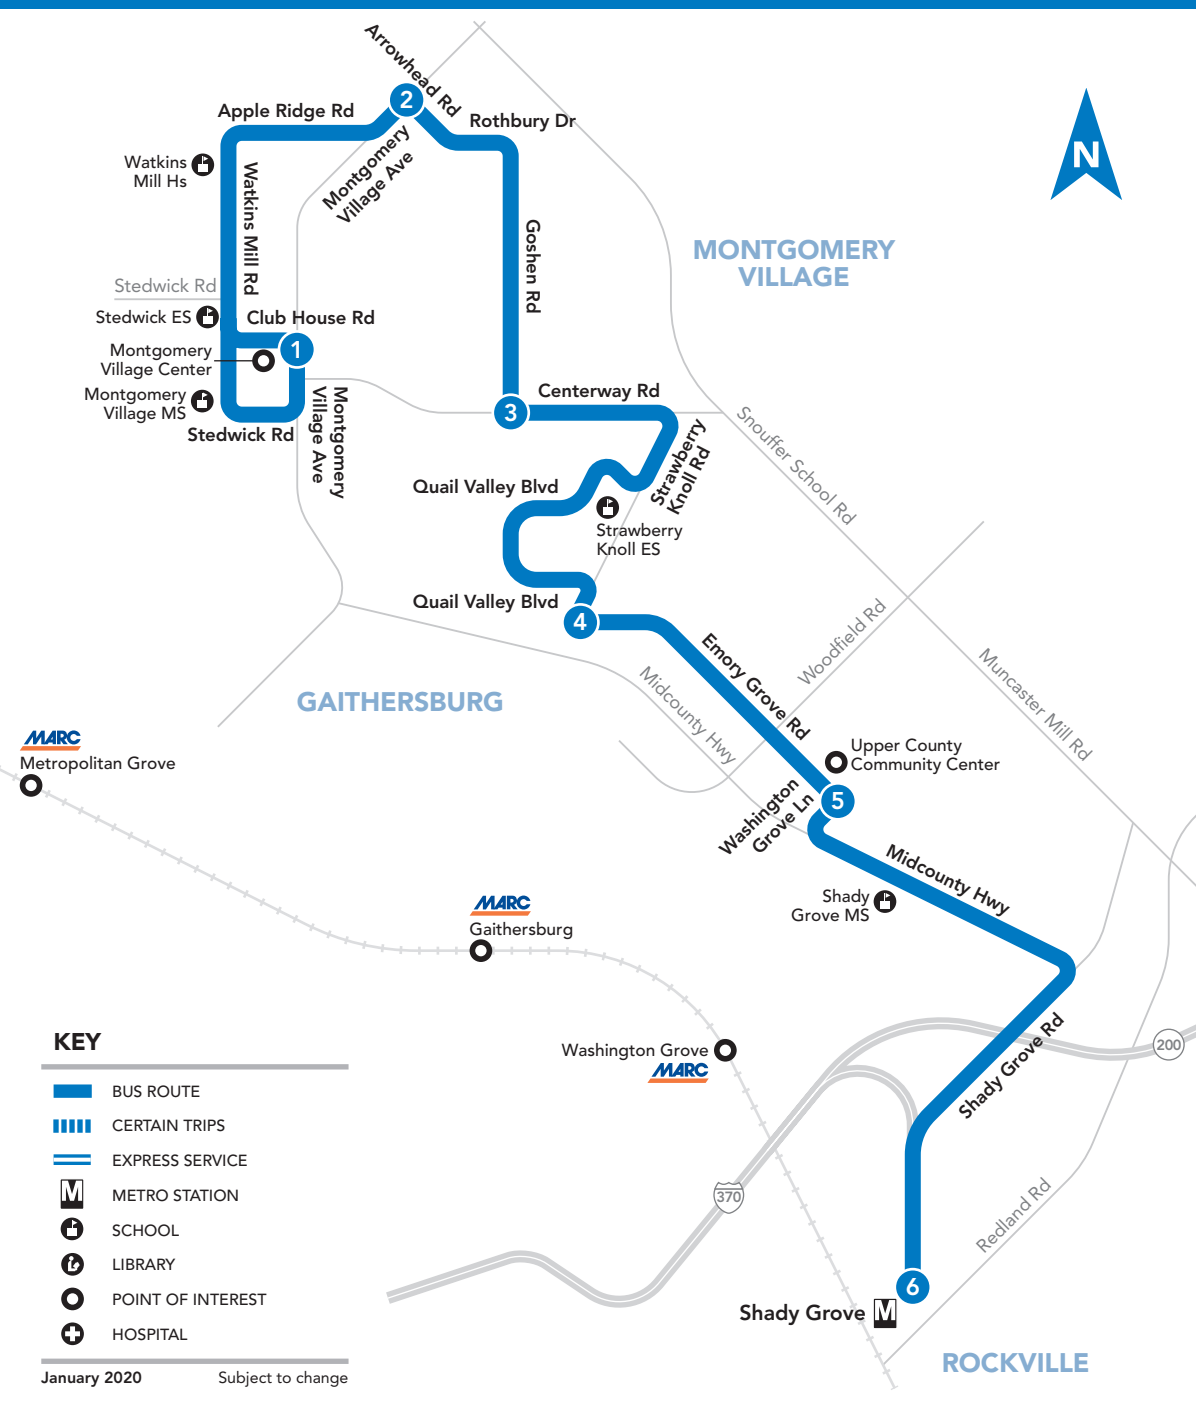 Arrowhead Rd
2
Apple Ridge Rd
Rothbury Dr
Montgomery
Village Ave
Watkins
Mill Hs
Watkins Mill Rd
Goshen Rd
N
MONTGOMERY
VILLAGE
Stedwick Rd
Stedwick ES
Club House Rd
1
Montgomery
Village Center
Montgomery
Village MS
Stedwick Rd
Montgomery
Village Ave
3
Centerway Rd
Strawberry
Knoll Rd
Snouffer School Rd
Quail Valley Blvd
Strawberry
Knoll ES
Quail Valley Blvd
4
Emory Grove Rd
Woodfield Rd
Muncaster Mill Rd
Midcounty Hwy
GAITHERSBURG
MARC
Metropolitan Grove
Upper County
Community Center
5
Washington
Grove Ln
Midcounty Hwy
Shady
Grove MS
MARC
Gaithersburg
Washington Grove
MARC
Shady Grove Rd
200
370
Redland Rd
6
Shady Grove M
ROCKVILLE
KEY
BUS ROUTE
CERTAIN TRIPS
EXPRESS SERVICE
M METRO STATION
SCHOOL
LIBRARY
POINT OF INTEREST
HOSPITAL
January 2020 Subject to change